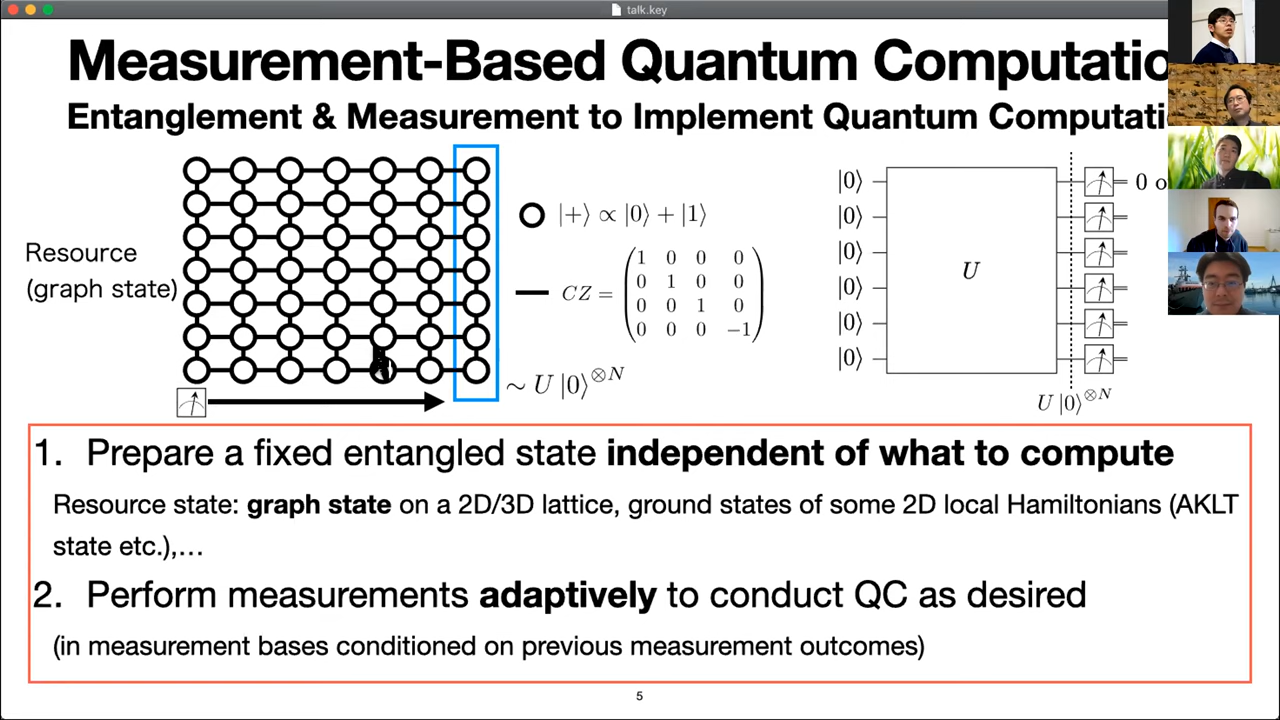 talk.key
Measurement-Based Quantum Computatio
Entanglement & Measurement to Implement Quantum Computati
Resource
(graph state)
|+⟩ ∝ |0⟩ + |1⟩
CZ = (1 0 0 0
0 1 0 0
0 0 1 0
0 0 0 −1)
∼ U |0⟩⊗N
|0⟩
|0⟩
|0⟩
|0⟩
|0⟩
|0⟩
U
0 o
U |0⟩⊗N
1. Prepare a fixed entangled state independent of what to compute
Resource state: graph state on a 2D/3D lattice, ground states of some 2D local Hamiltonians (AKLT
state etc.),…
2. Perform measurements adaptively to conduct QC as desired
(in measurement bases conditioned on previous measurement outcomes)
5